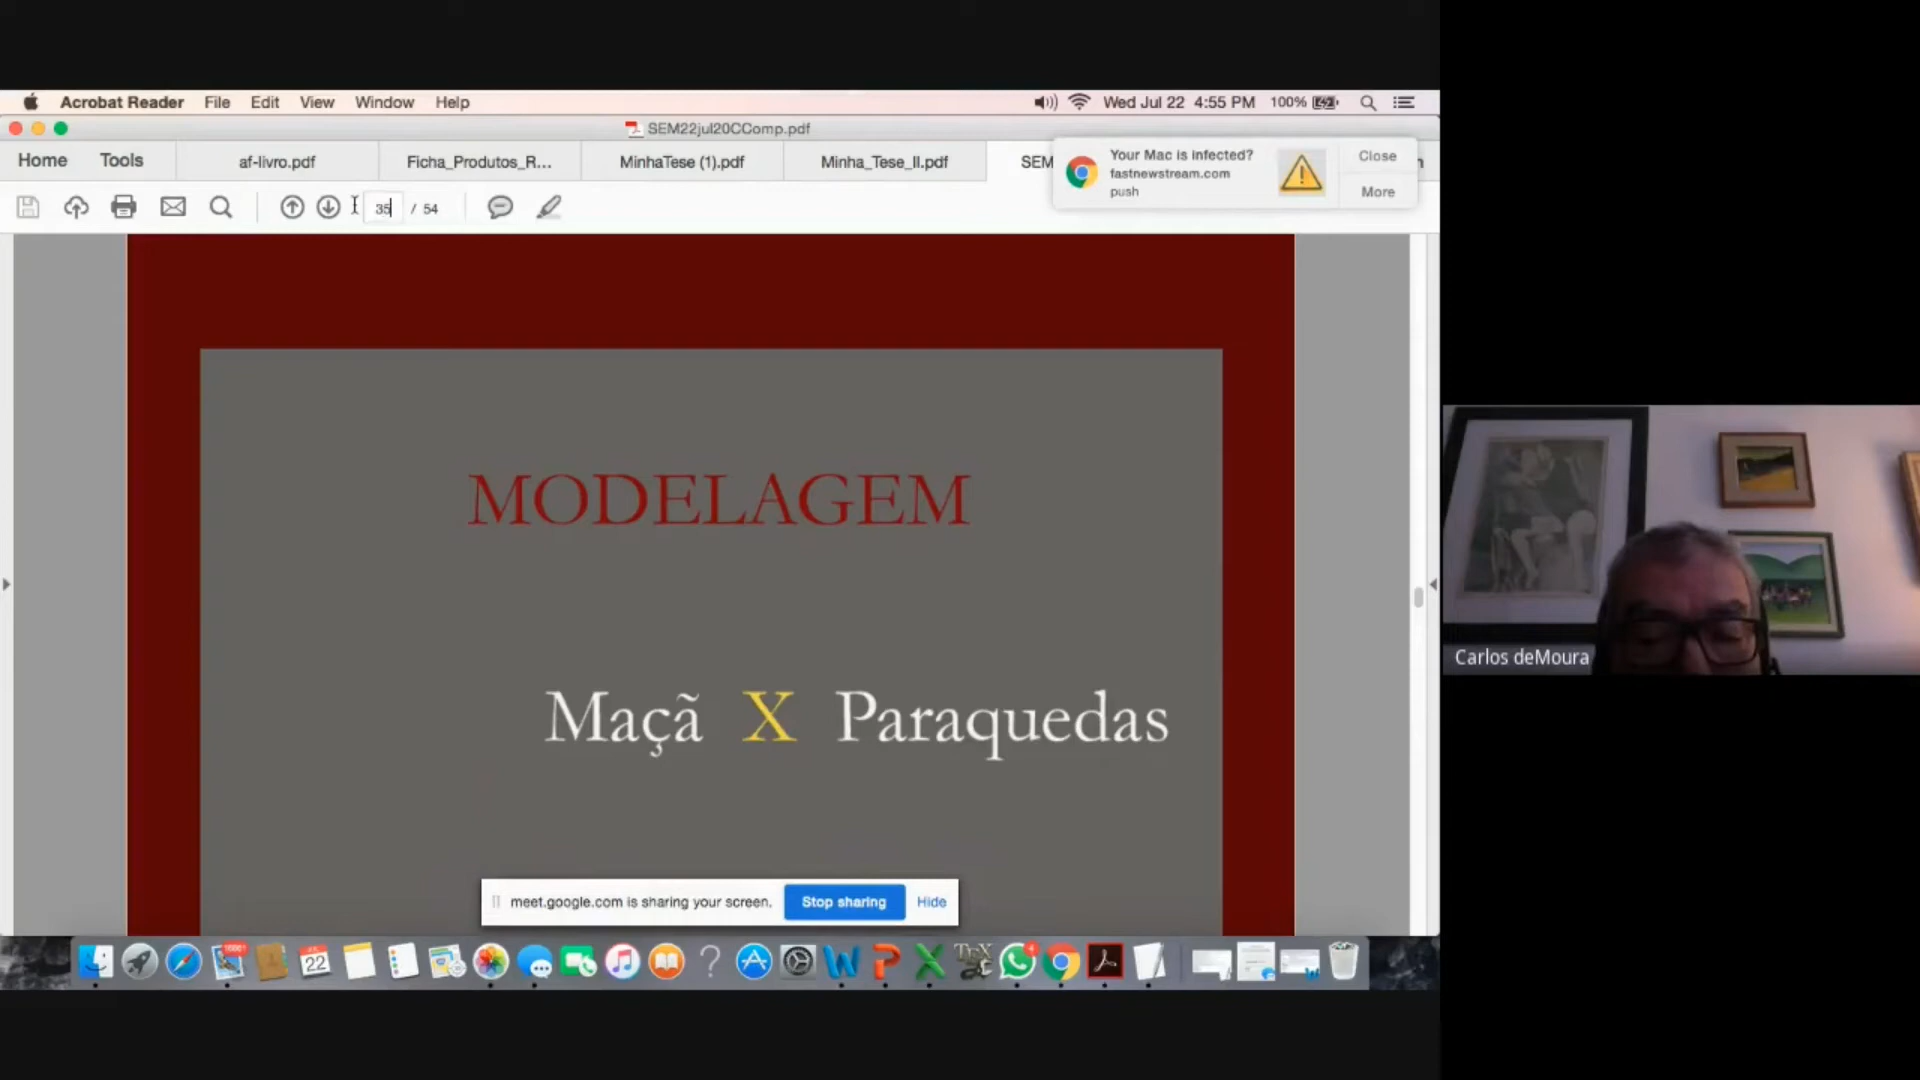 Acrobat Reader File Edit View Window Help Wed Jul 22 4:55 PM 100%
SEM22jul20CComp.pdf
Home Tools af-livro.pdf Ficha_Produtos_R... MinhaTese (1).pdf Minha_Tese_II.pdf SEM
Your Mac is infected?
fastnewstream.com
push
Close
More
35 / 54
MODELAGEM
Maçã X Paraquedas
Carlos deMoura
meet.google.com is sharing your screen. Stop sharing Hide
22